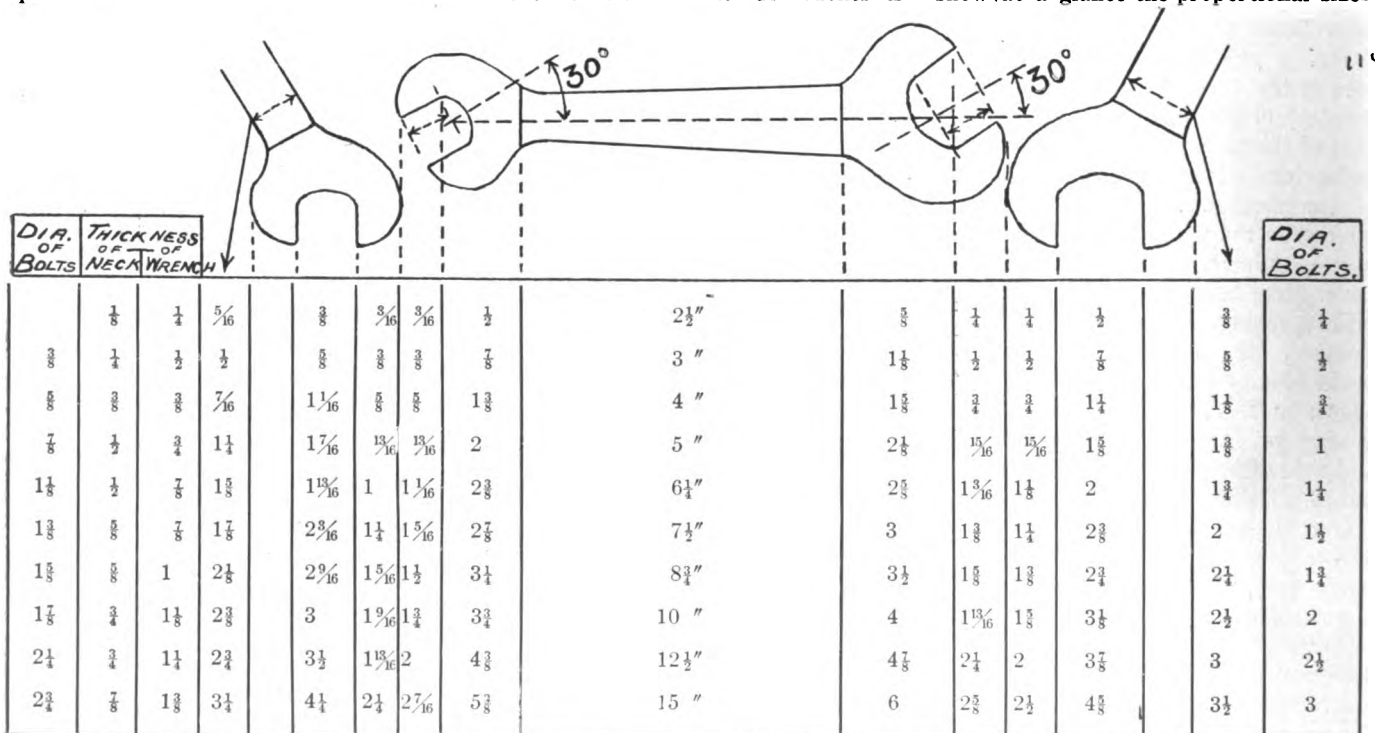 show at a glance the proportional sizes
30° 30° 11
DIA. OF BOLTS THICKNESS OF NECK OF WRENCH DIA. OF BOLTS.
1/8 1/4 5/16 3/8 3/16 3/16 1/2 2 1/2" 5/8 1/4 1/4 1/2 3/8 1/4
3/8 1/4 1/2 1/2 5/8 3/8 3/8 7/8 3 " 1 1/8 1/2 1/2 7/8 5/8 1/2
5/8 3/8 3/8 7/16 1 1/16 5/8 5/8 1 3/8 4 " 1 5/8 3/4 3/4 1 1/4 1 1/8 3/4
7/8 1/2 3/4 1 1/4 1 7/16 13/16 13/16 2 5 " 2 1/8 15/16 15/16 1 5/8 1 3/8 1
1 1/8 1/2 7/8 1 5/8 1 13/16 1 1 1/16 2 3/8 6 1/4" 2 5/8 1 3/16 1 1/8 2 1 3/4 1 1/4
1 3/8 5/8 7/8 1 7/8 2 3/16 1 1/4 1 5/16 2 7/8 7 1/2" 3 1 3/8 1 1/4 2 3/8 2 1 1/2
1 5/8 5/8 1 2 1/8 2 9/16 1 5/16 1 1/2 3 1/4 8 3/4" 3 1/2 1 5/8 1 3/8 2 3/4 2 1/4 1 3/4
1 7/8 3/4 1 1/8 2 3/8 3 1 9/16 1 3/4 3 3/4 10 " 4 1 13/16 1 5/8 3 1/8 2 1/2 2
2 1/4 3/4 1 1/4 2 3/4 3 1/2 1 13/16 2 4 3/8 12 1/2" 4 7/8 2 1/4 2 3 7/8 3 2 1/2
2 3/4 7/8 1 3/8 3 1/4 4 1/4 2 1/4 2 7/16 5 3/8 15 " 6 2 5/8 2 1/2 4 5/8 3 1/2 3